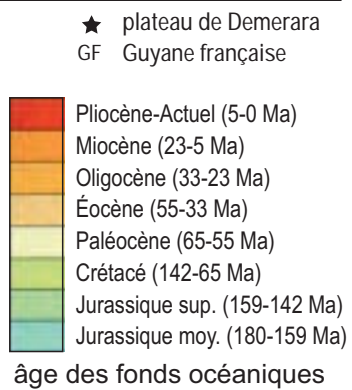 ★ plateau de Demerara
GF Guyane française
Pliocène-Actuel (5-0 Ma)
Miocène (23-5 Ma)
Oligocène (33-23 Ma)
Éocène (55-33 Ma)
Paléocène (65-55 Ma)
Crétacé (142-65 Ma)
Jurassique sup. (159-142 Ma)
Jurassique moy. (180-159 Ma)
âge des fonds océaniques